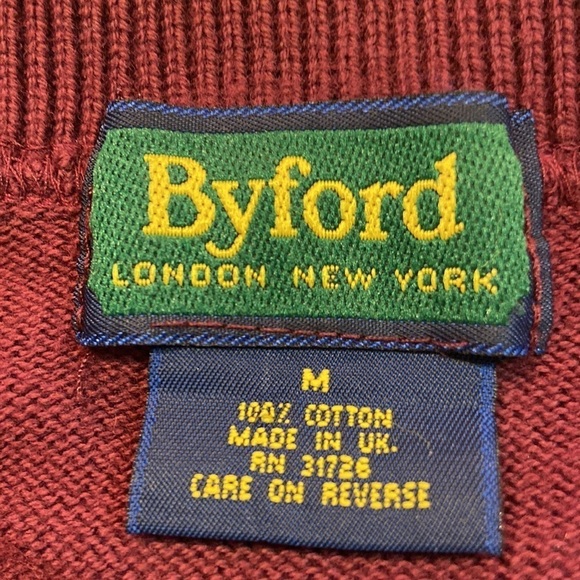 Byford
LONDON NEW YORK
M
100% COTTON
MADE IN UK.
RN 31726
CARE ON REVERSE